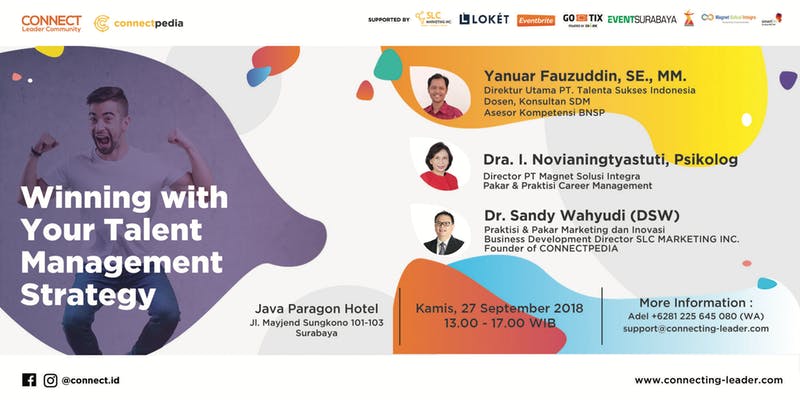 CONNECT
Leader Community
connectpedia
SUPPORTED BY
SLC
MARKETING INC
LOKÉT
Eventbrite
GO TIX
EVENTSURABAYA
Magnet Solusi Integra
Yanuar Fauzuddin, SE., MM.
Direktur Utama PT. Talenta Sukses Indonesia
Dosen, Konsultan SDM
Asesor Kompetensi BNSP
Dra. I. Novianingtyastuti, Psikolog
Director PT Magnet Solusi Integra
Pakar & Praktisi Career Management
Dr. Sandy Wahyudi (DSW)
Praktisi & Pakar Marketing dan Inovasi
Business Development Director SLC MARKETING INC.
Founder of CONNECTPEDIA
Winning with
Your Talent
Management
Strategy
Java Paragon Hotel
Jl. Mayjend Sungkono 101-103
Surabaya
Kamis, 27 September 2018
13.00 - 17.00 WIB
More Information :
Adel +6281 225 645 080 (WA)
support@connecting-leader.com
@connect.id
www.connecting-leader.com